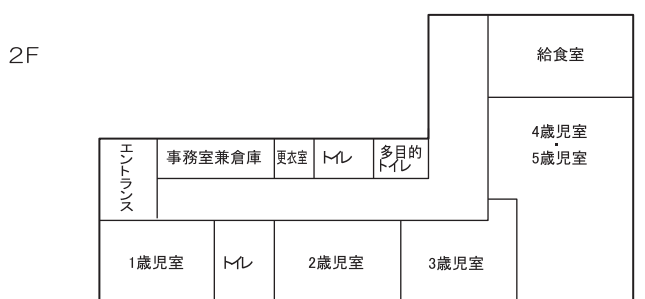 2F
給食室
4歳児室
・
5歳児室
エントランス
事務室兼倉庫
更衣室
トイレ
多目的
トイレ
1歳児室
トイレ
2歳児室
3歳児室